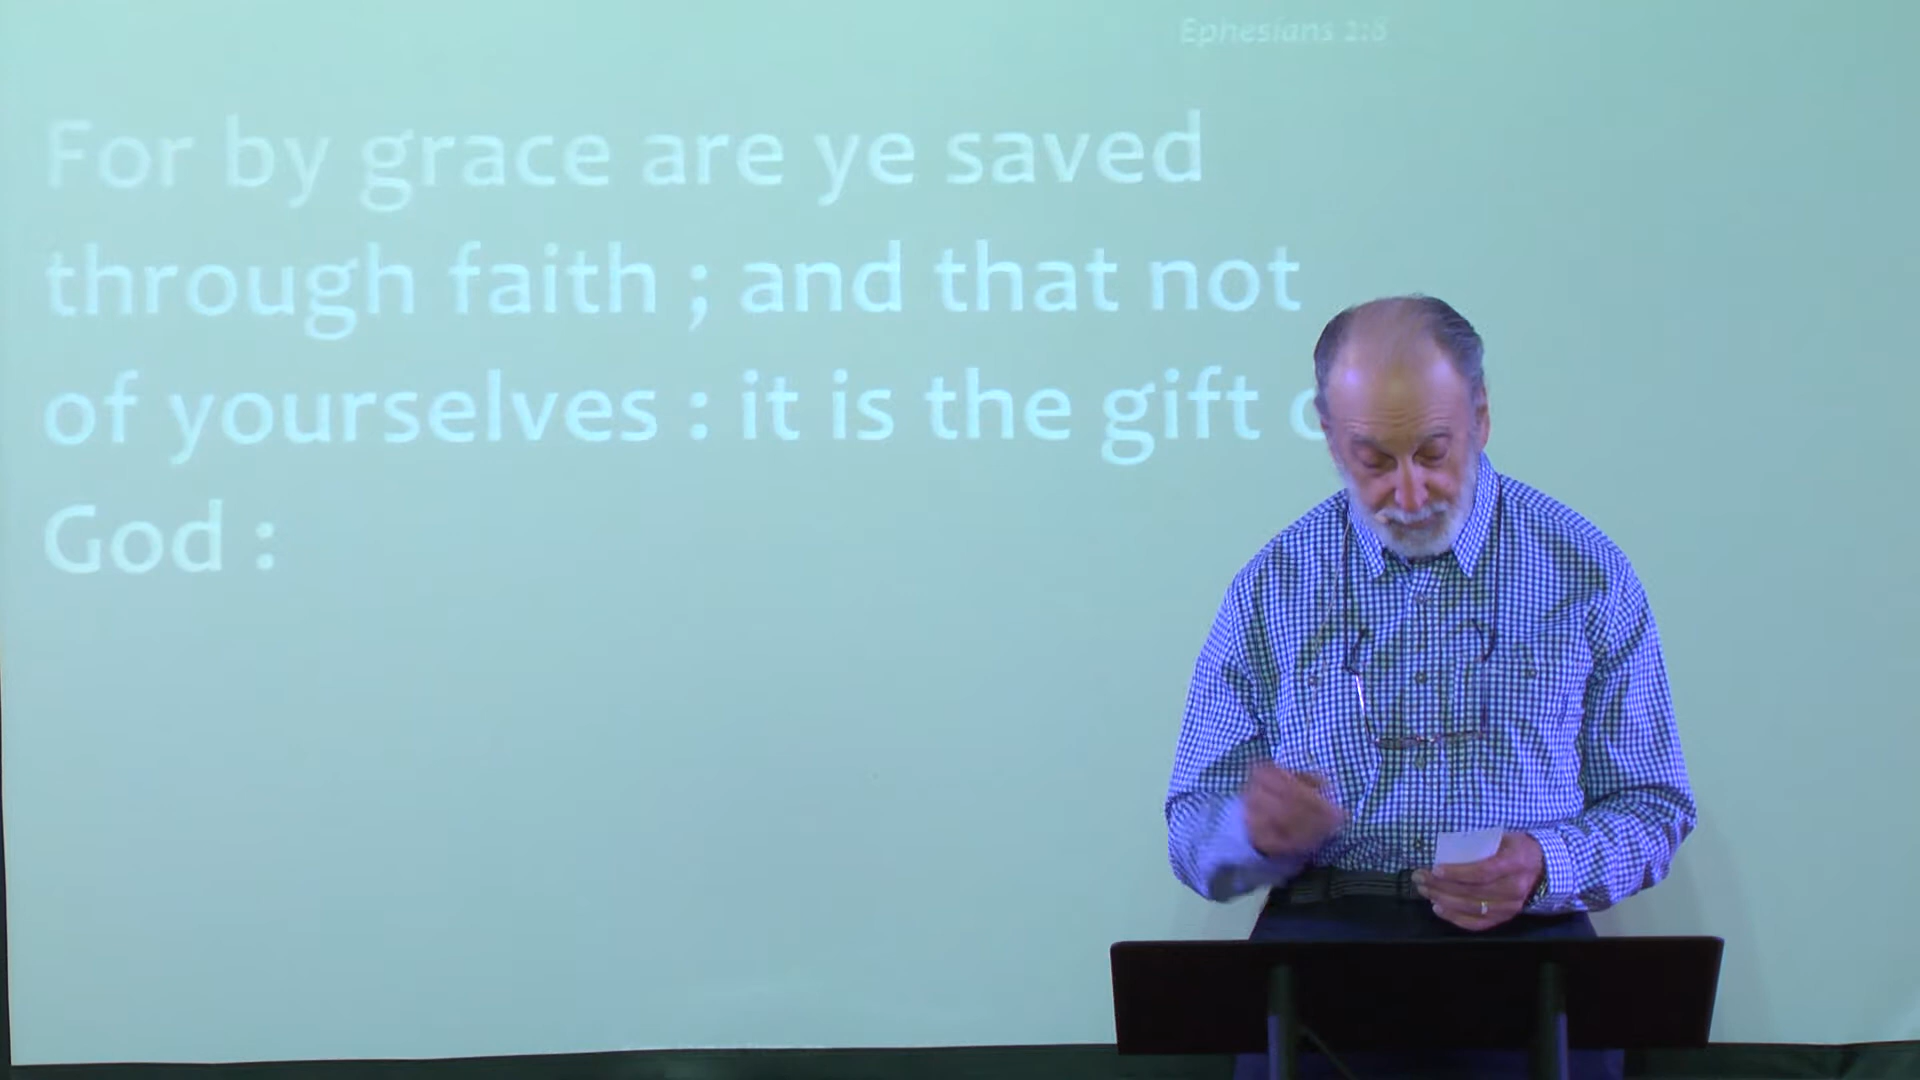 Ephesians 2:8
For by grace are ye saved
through faith ; and that not
of yourselves : it is the gift
God :